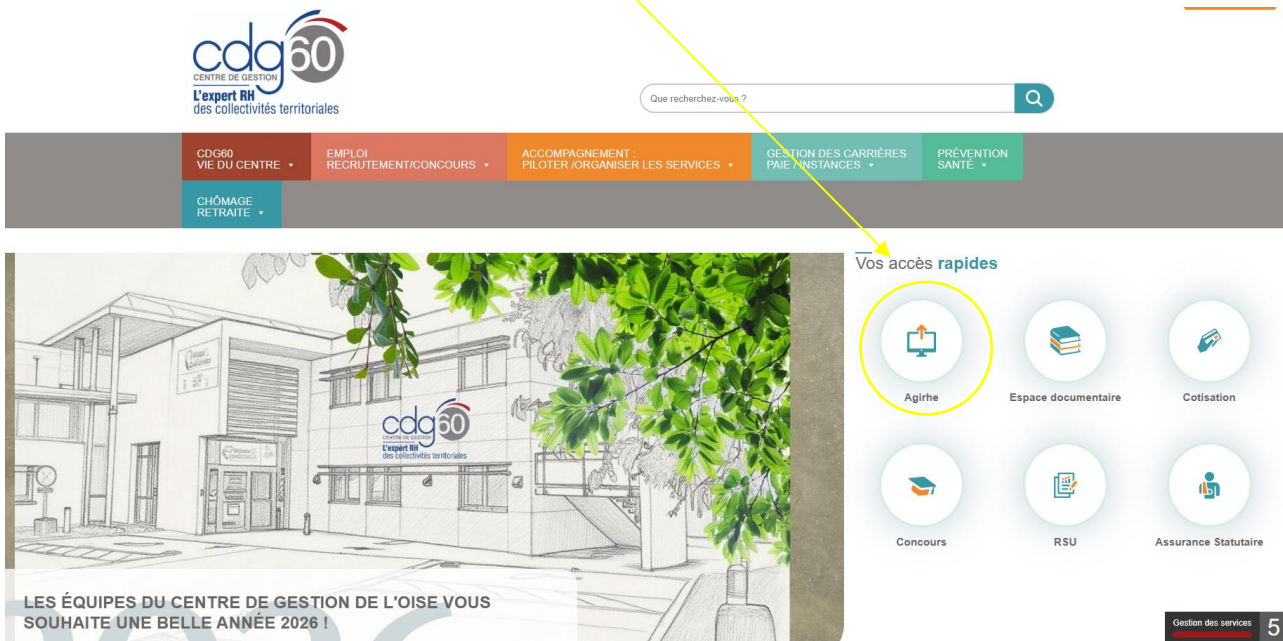 cdg60
CENTRE DE GESTION
L'expert RH
des collectivités territoriales
Que recherchez-vous ?
CDG60
VIE DU CENTRE
EMPLOI
RECRUTEMENT/CONCOURS
ACCOMPAGNEMENT :
PILOTER /ORGANISER LES SERVICES
GESTION DES CARRIÈRES
PAIE / INSTANCES
PRÉVENTION
SANTÉ
CHÔMAGE
RETRAITE
cdg60
CENTRE DE GESTION
L'expert RH
des collectivités territoriales
LES ÉQUIPES DU CENTRE DE GESTION DE L'OISE VOUS
SOUHAITE UNE BELLE ANNÉE 2026 !
Vos accès rapides
Agirhe
Espace documentaire
Cotisation
Concours
RSU
Assurance Statutaire
Gestion des services
5